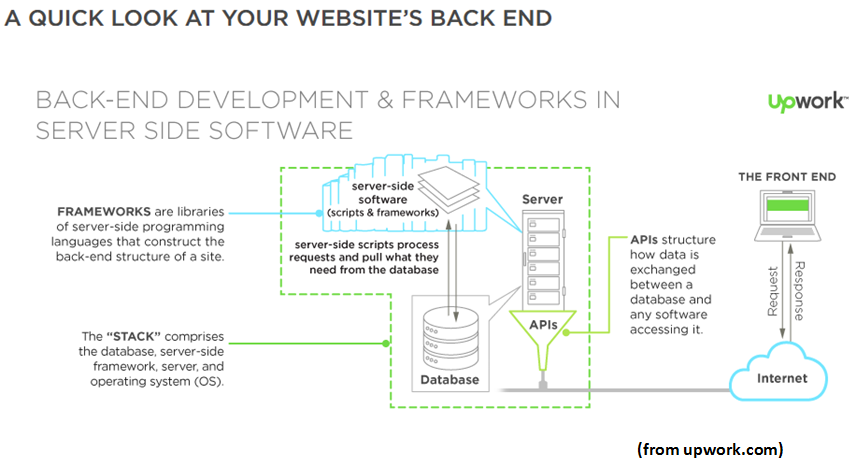 A QUICK LOOK AT YOUR WEBSITE'S BACK END
BACK-END DEVELOPMENT & FRAMEWORKS IN
SERVER SIDE SOFTWARE
Upwork™
FRAMEWORKS are libraries
of server-side programming
languages that construct the
back-end structure of a site.
The "STACK" comprises
the database, server-side
framework, server, and
operating system (OS).
server-side
software
(scripts & frameworks)
server-side scripts process
requests and pull what they
need from the database
Database
Server
APIs
APIs structure
how data is
exchanged
between a
database and
any software
accessing it.
THE FRONT END
Request
Response
Internet
(from upwork.com)